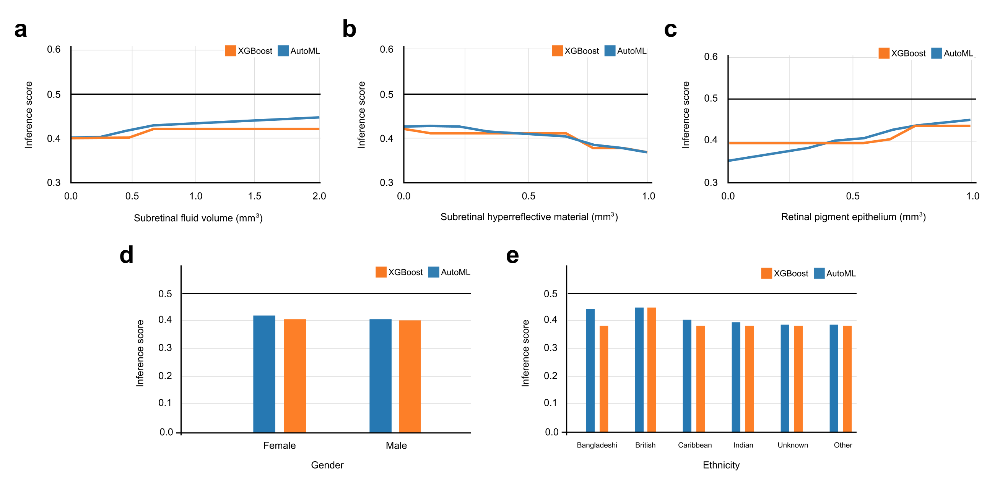 a
XGBoost AutoML
0.6
0.5
0.4
0.3
Inference score
0.0 0.5 1.0 1.5 2.0
Subretinal fluid volume (mm³)
b
XGBoost AutoML
0.6
0.5
0.4
0.3
Inference score
0.0 0.5 1.0
Subretinal hyperreflective material (mm³)
c
XGBoost AutoML
0.6
0.5
0.4
0.3
Inference score
0.0 0.5 1.0
Retinal pigment epithelium (mm³)
d
XGBoost AutoML
0.5
0.4
0.3
0.2
0.1
0.0
Inference score
Female Male
Gender
e
XGBoost AutoML
0.5
0.4
0.3
0.2
0.1
0.0
Inference score
Bangladeshi British Caribbean Indian Unknown Other
Ethnicity